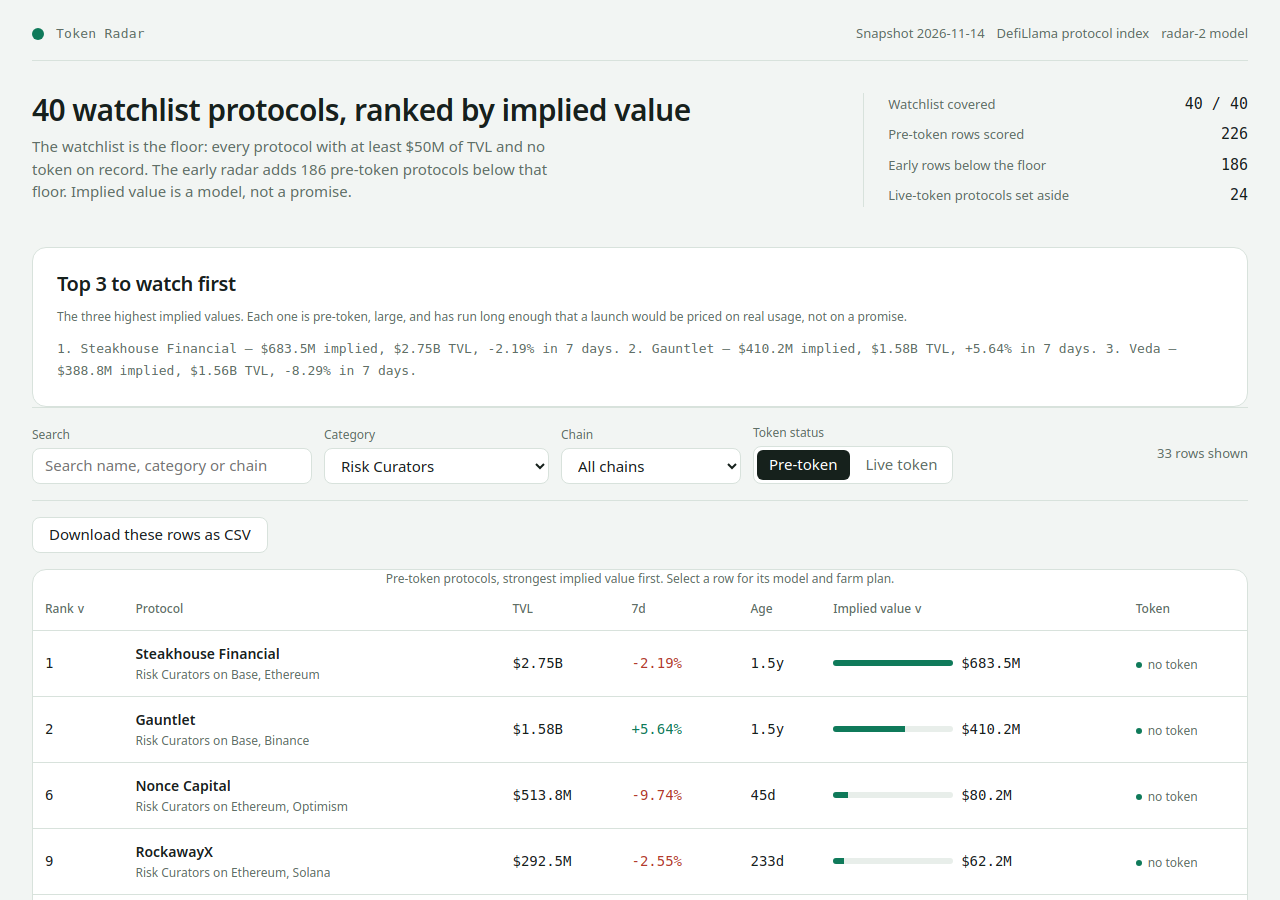 Token Radar
Snapshot 2026-11-14 DefiLlama protocol index radar-2 model
40 watchlist protocols, ranked by implied value
The watchlist is the floor: every protocol with at least $50M of TVL and no
token on record. The early radar adds 186 pre-token protocols below that
floor. Implied value is a model, not a promise.
Watchlist covered 40 / 40
Pre-token rows scored 226
Early rows below the floor 186
Live-token protocols set aside 24
Top 3 to watch first
The three highest implied values. Each one is pre-token, large, and has run long enough that a launch would be priced on real usage, not on a promise.
1. Steakhouse Financial — $683.5M implied, $2.75B TVL, -2.19% in 7 days. 2. Gauntlet — $410.2M implied, $1.58B TVL, +5.64% in 7 days. 3. Veda —
$388.8M implied, $1.56B TVL, -8.29% in 7 days.
Search Category Chain Token status
Search name, category or chain Risk Curators All chains Pre-token Live token 33 rows shown
Download these rows as CSV
Pre-token protocols, strongest implied value first. Select a row for its model and farm plan.
Rank v Protocol TVL 7d Age Implied value v Token
1 Steakhouse Financial $2.75B -2.19% 1.5y $683.5M no token
Risk Curators on Base, Ethereum
2 Gauntlet $1.58B +5.64% 1.5y $410.2M no token
Risk Curators on Base, Binance
6 Nonce Capital $513.8M -9.74% 45d $80.2M no token
Risk Curators on Ethereum, Optimism
9 RockawayX $292.5M -2.55% 233d $62.2M no token
Risk Curators on Ethereum, Solana